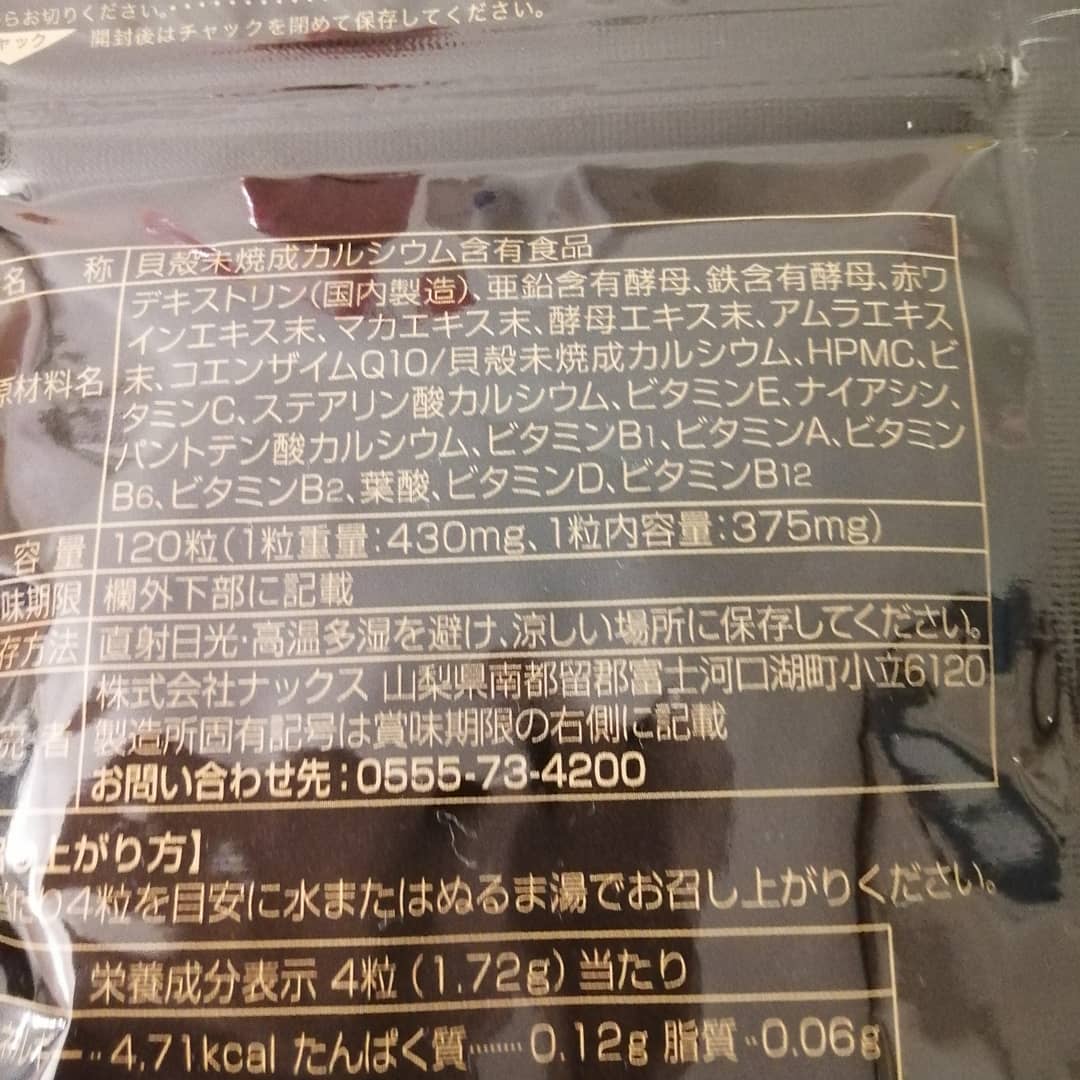 らお切りください。
開封後はチャックを閉めて保存してください。
ャック
名 称 貝殻未焼成カルシウム含有食品
原材料名 デキストリン(国内製造)、亜鉛含有酵母、鉄含有酵母、赤ワ
インエキス末、マカエキス末、酵母エキス末、アムラエキス
末、コエンザイムQ10/貝殻未焼成カルシウム、HPMC、ビ
タミンC、ステアリン酸カルシウム、ビタミンE、ナイアシン、
パントテン酸カルシウム、ビタミンB1、ビタミンA、ビタミン
B6、ビタミンB2、葉酸、ビタミンD、ビタミンB12
容量 120粒(1粒重量:430mg、1粒内容量:375mg)
味期限 欄外下部に記載
存方法 直射日光・高温多湿を避け、涼しい場所に保存してください。
売者 株式会社ナックス 山梨県南都留郡富士河口湖町小立6120
製造所固有記号は賞味期限の右側に記載
お問い合わせ先:0555-73-4200
上がり方】
たり4粒を目安に水またはぬるま湯でお召し上がりください。
栄養成分表示 4粒(1.72g)当たり
ギー‥4.71kcal たんぱく質……0.12g 脂質‥0.06g